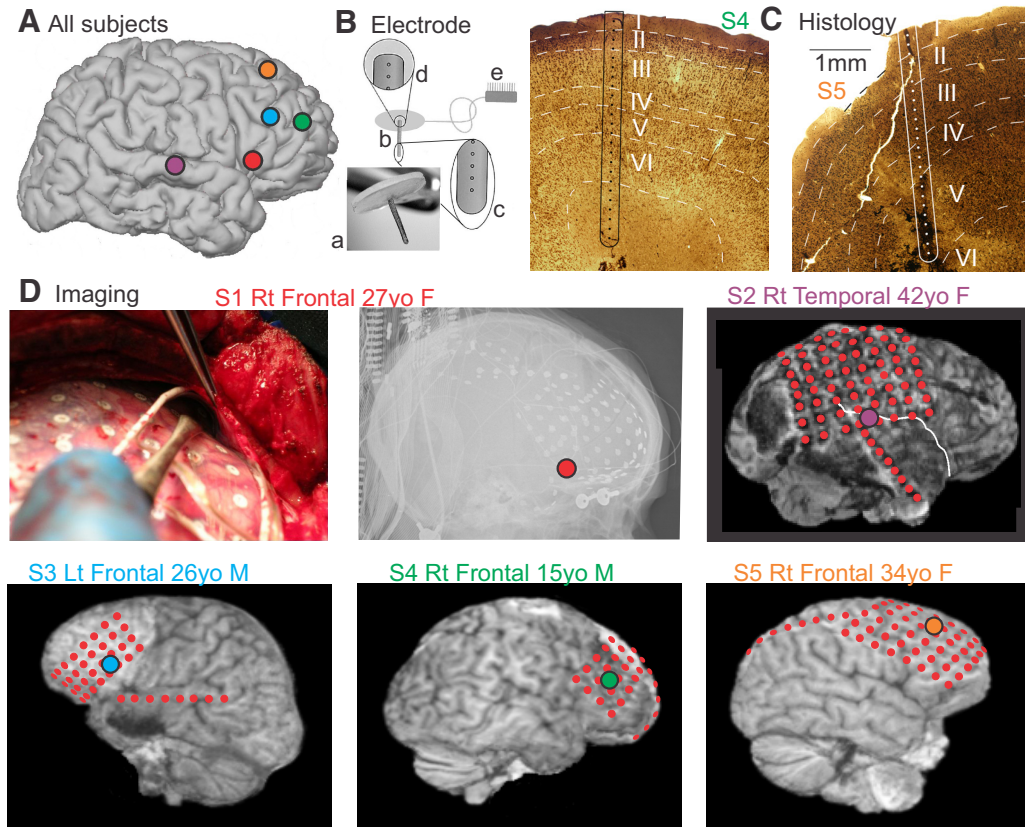 A All subjects
B Electrode
d
e
b
c
a
S4
I
II
III
IV
V
VI
C Histology
1mm
S5
I
II
III
IV
V
VI
D Imaging
S1 Rt Frontal 27yo F
S2 Rt Temporal 42yo F
S3 Lt Frontal 26yo M
S4 Rt Frontal 15yo M
S5 Rt Frontal 34yo F